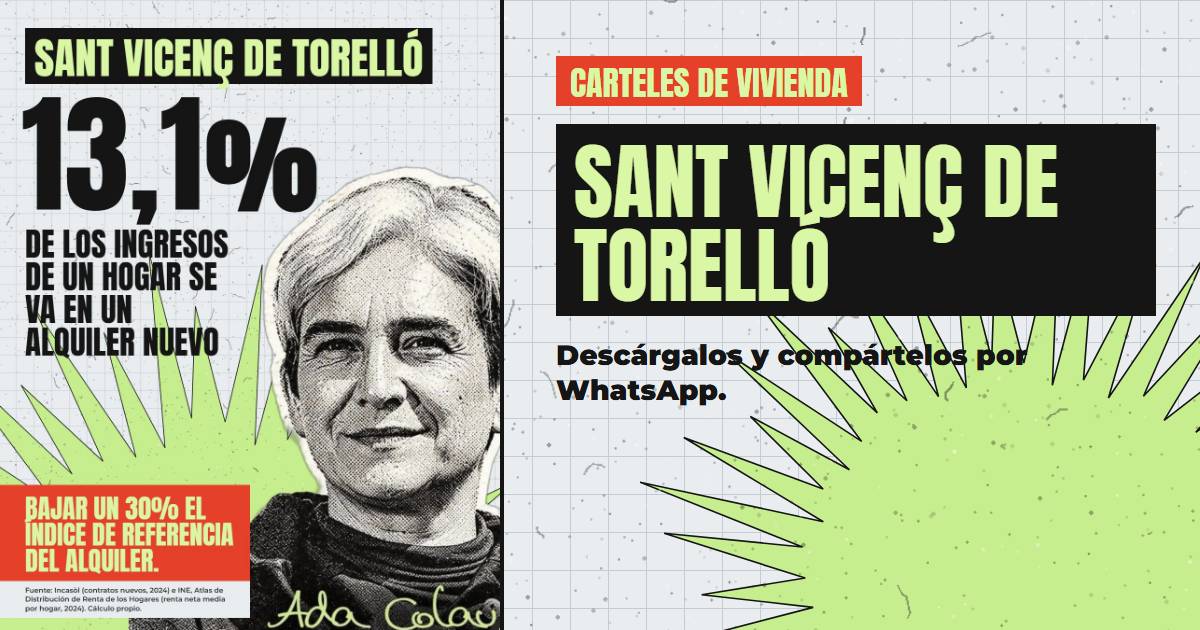 SANT VICENÇ DE TORELLÓ
13,1%
DE LOS INGRESOS
DE UN HOGAR SE
VA EN UN
ALQUILER NUEVO
BAJAR UN 30% EL
ÍNDICE DE REFERENCIA
DEL ALQUILER.
Fuente: Incasòl (contratos nuevos, 2024) e INE, Atlas de
Distribución de Renta de los Hogares (renta neta media
por hogar, 2024). Cálculo propio.
Ada Colau
CARTELES DE VIVIENDA
SANT VICENÇ DE
TORELLÓ
Descárgalos y compártelos por
WhatsApp.